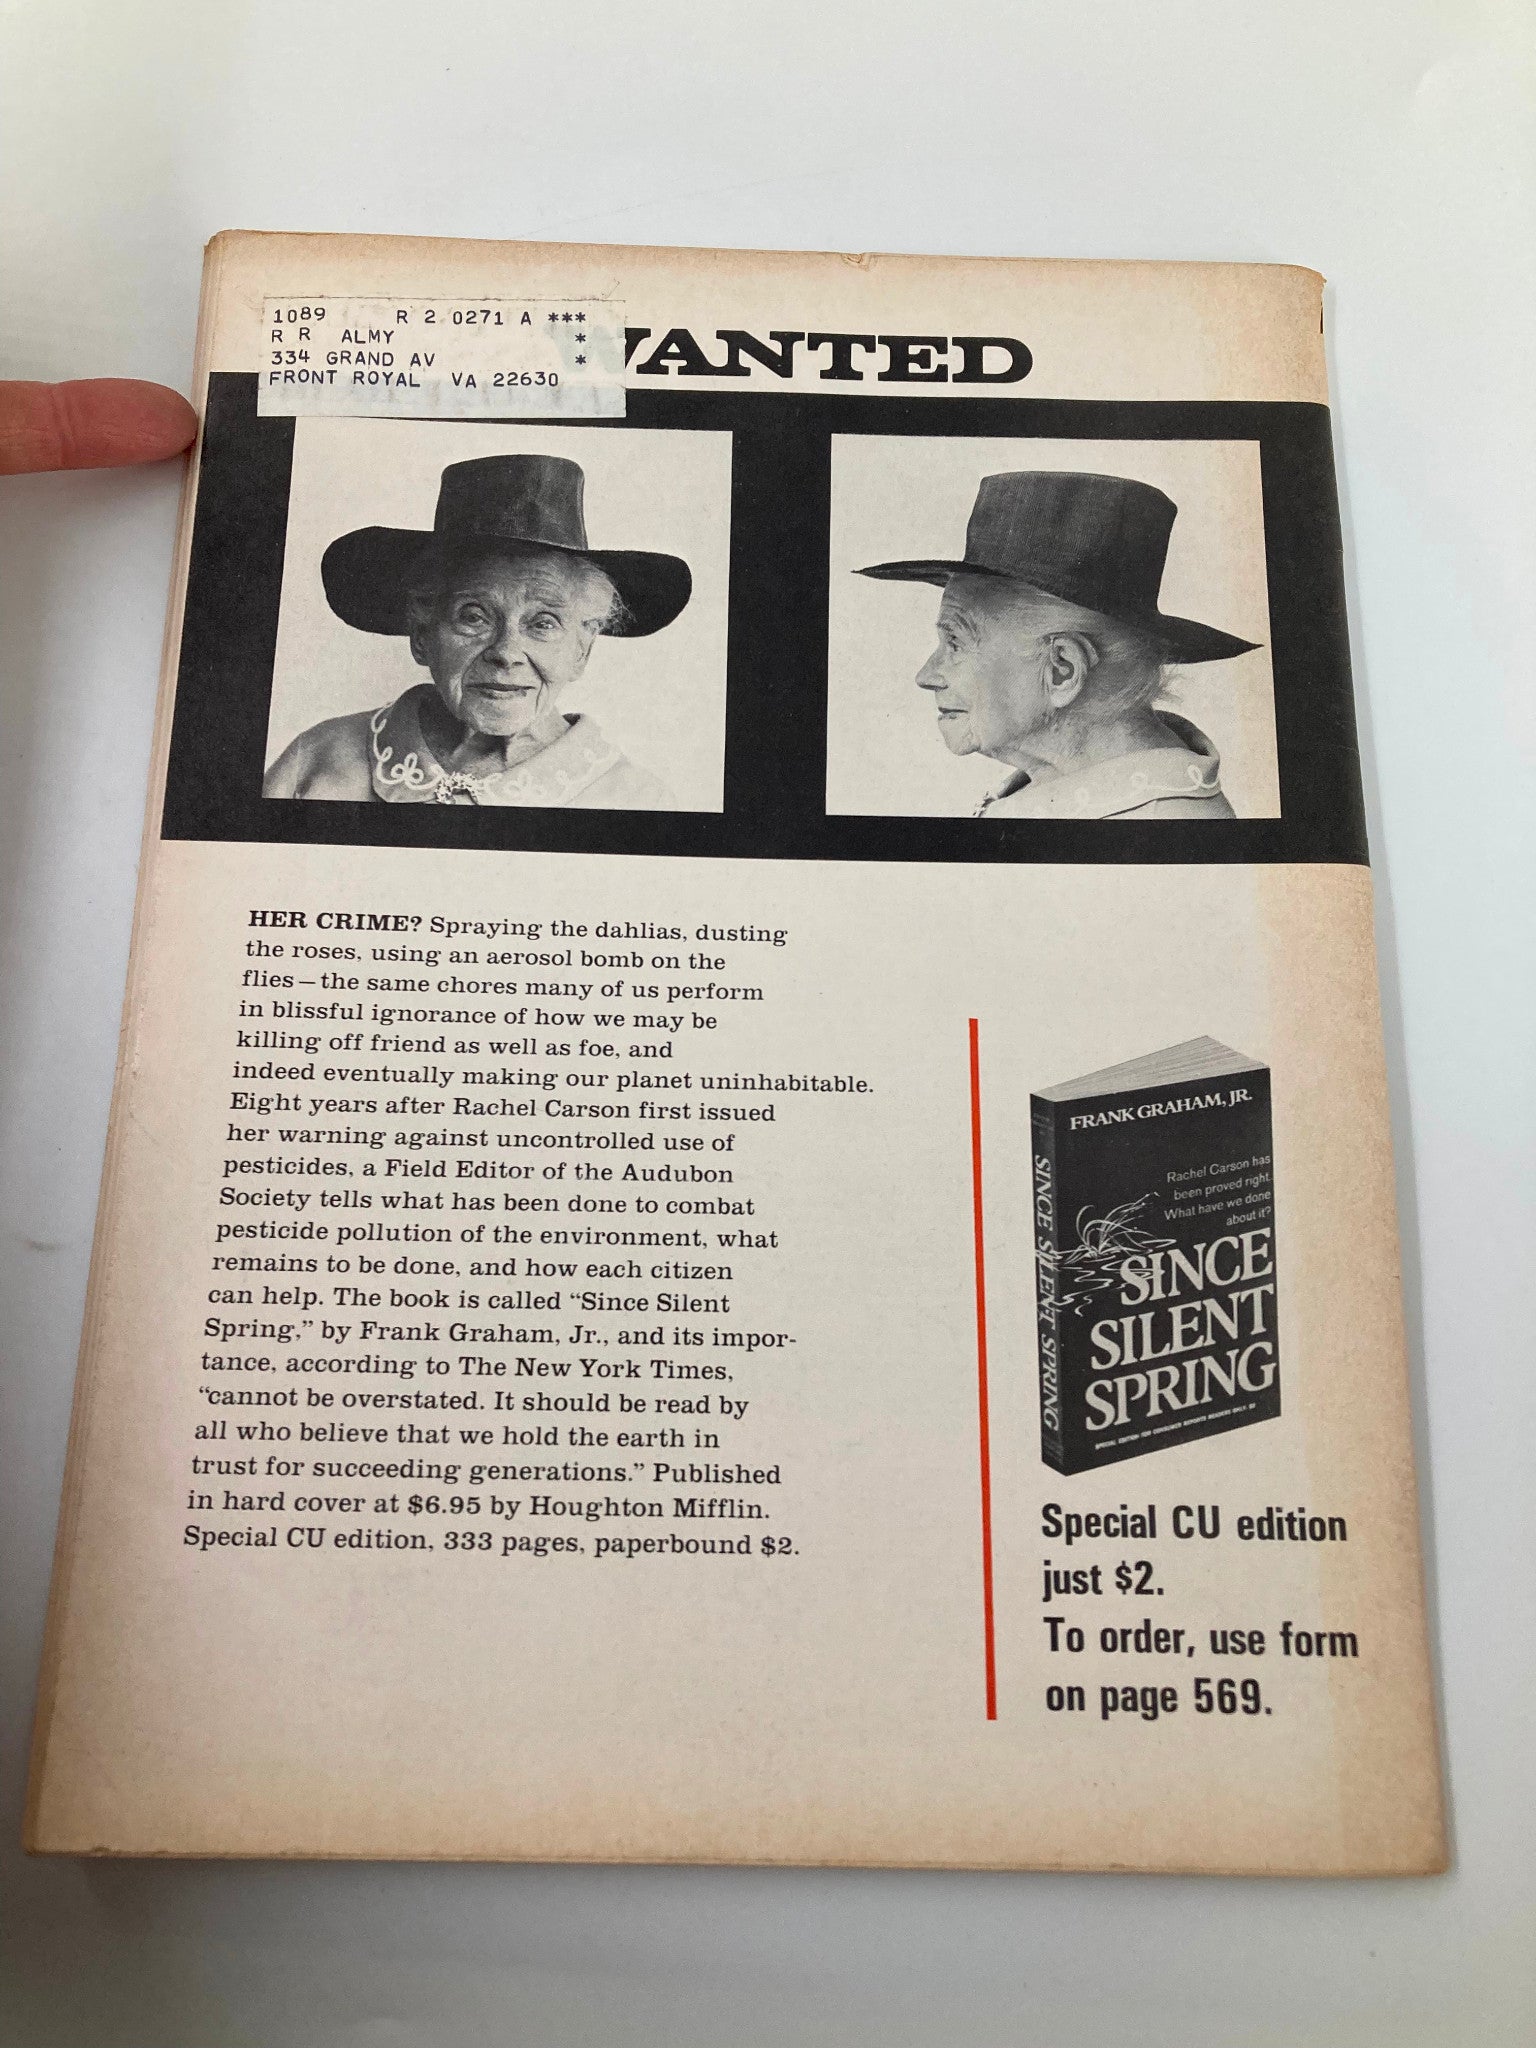 1089 R 2 0271 A ***
R R ALMY *
334 GRAND AV *
FRONT ROYAL VA 22630
WANTED
HER CRIME? Spraying the dahlias, dusting
the roses, using an aerosol bomb on the
flies—the same chores many of us perform
in blissful ignorance of how we may be
killing off friend as well as foe, and
indeed eventually making our planet uninhabitable.
Eight years after Rachel Carson first issued
her warning against uncontrolled use of
pesticides, a Field Editor of the Audubon
Society tells what has been done to combat
pesticide pollution of the environment, what
remains to be done, and how each citizen
can help. The book is called “Since Silent
Spring,” by Frank Graham, Jr., and its impor-
tance, according to The New York Times,
“cannot be overstated. It should be read by
all who believe that we hold the earth in
trust for succeeding generations.” Published
in hard cover at $6.95 by Houghton Mifflin.
Special CU edition, 333 pages, paperbound $2.
FRANK GRAHAM, JR.
Rachel Carson has
been proved right.
What have we done
about it?
SINCE
SILENT
SPRING
SPECIAL EDITION FOR CONSUMER REPORTS READERS ONLY. $2
SINCE SILENT SPRING
Special CU edition
just $2.
To order, use form
on page 569.